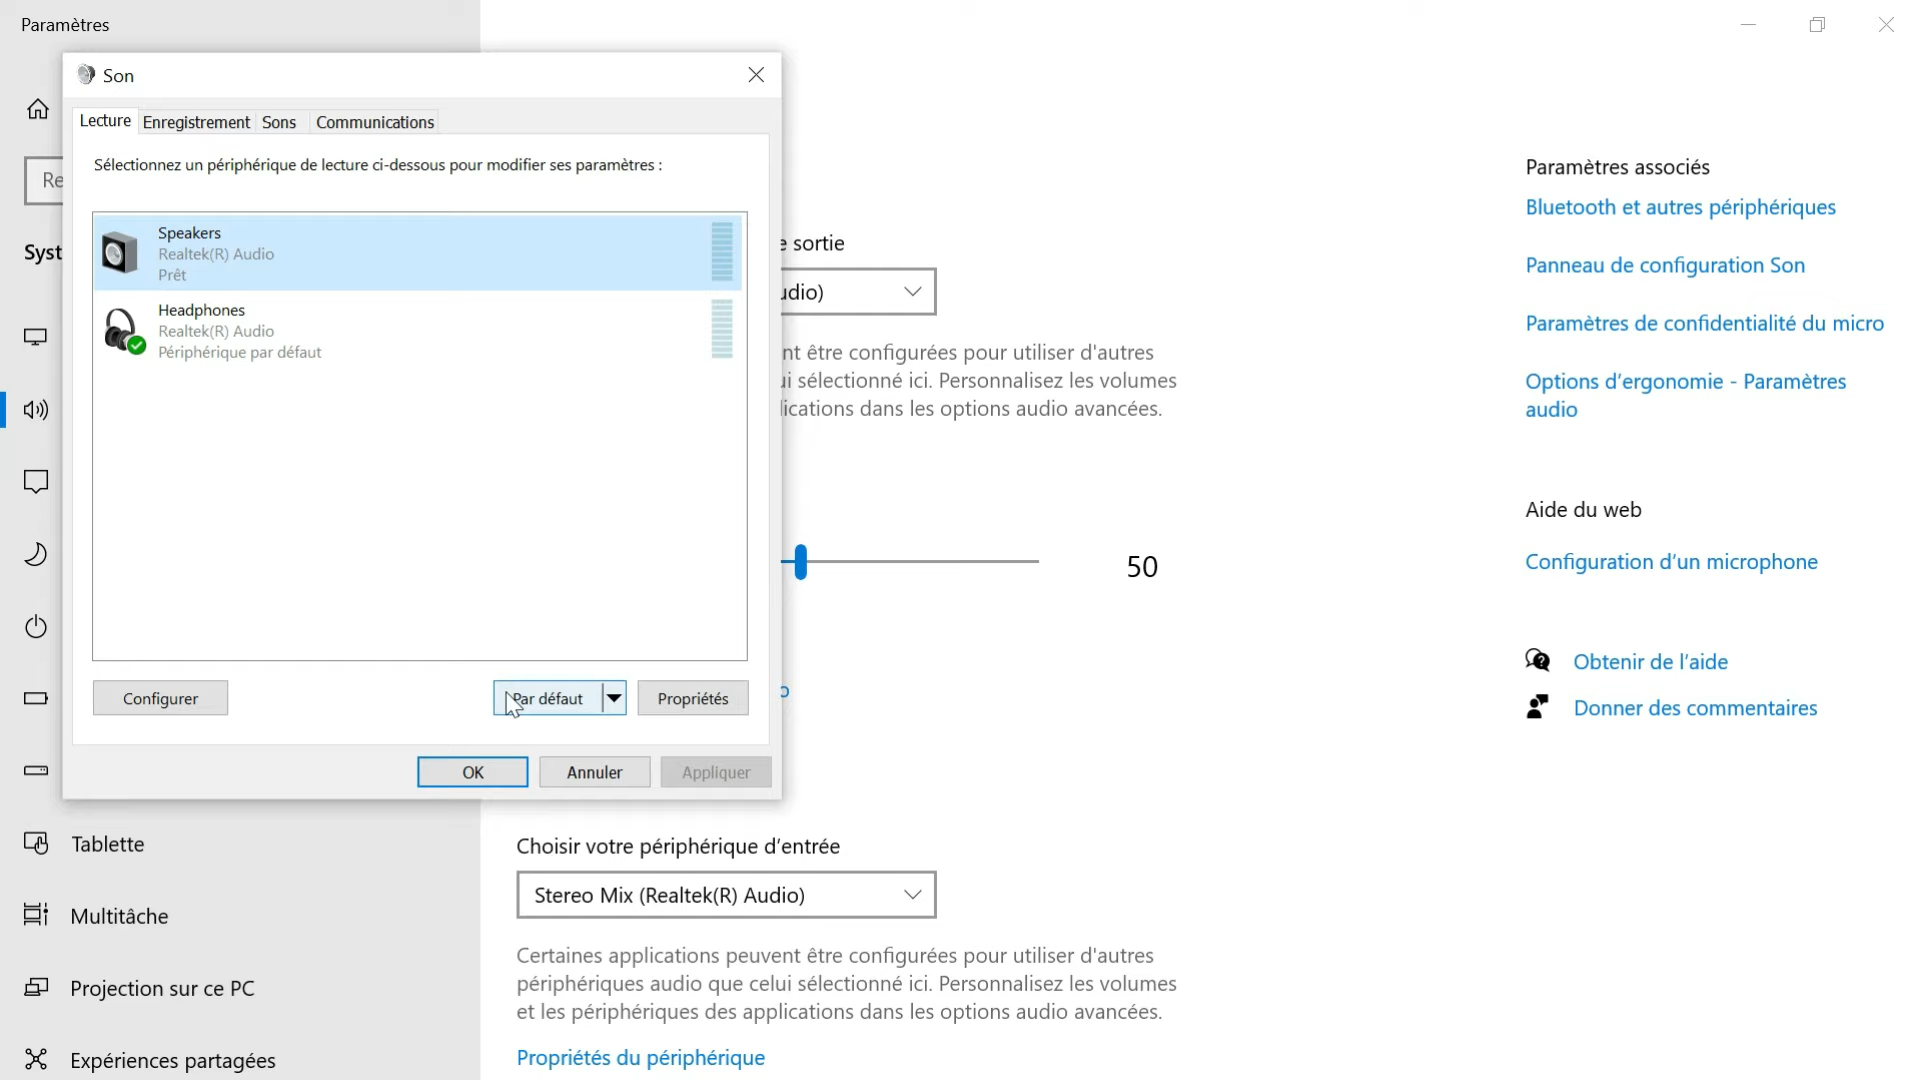 Paramètres
Son
Lecture
Enregistrement
Sons
Communications
Sélectionnez un périphérique de lecture ci-dessous pour modifier ses paramètres :
Speakers
Realtek(R) Audio
Prêt
Headphones
Realtek(R) Audio
Périphérique par défaut
Configurer
Par défaut
Propriétés
OK
Annuler
Appliquer
Re
Syst
Tablette
Multitâche
Projection sur ce PC
Expériences partagées
e sortie
udio)
nt être configurées pour utiliser d'autres
ui sélectionné ici. Personnalisez les volumes
lications dans les options audio avancées.
50
o
Choisir votre périphérique d'entrée
Stereo Mix (Realtek(R) Audio)
Certaines applications peuvent être configurées pour utiliser d'autres
périphériques audio que celui sélectionné ici. Personnalisez les volumes
et les périphériques des applications dans les options audio avancées.
Propriétés du périphérique
Paramètres associés
Bluetooth et autres périphériques
Panneau de configuration Son
Paramètres de confidentialité du micro
Options d'ergonomie - Paramètres
audio
Aide du web
Configuration d'un microphone
Obtenir de l'aide
Donner des commentaires